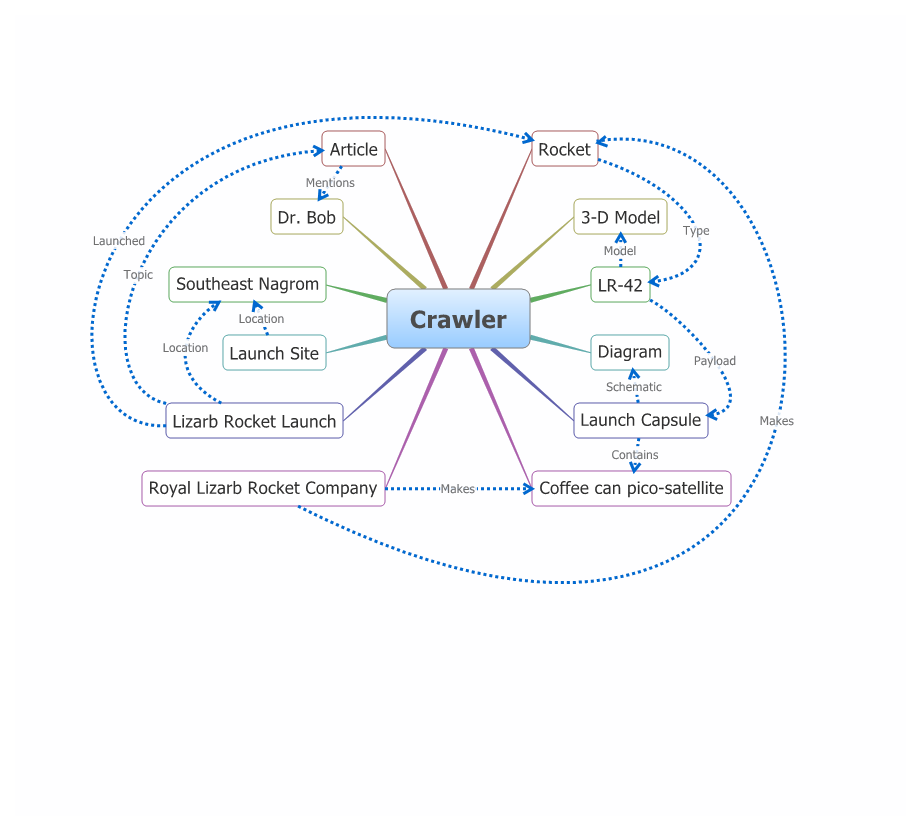 Article
Rocket
Mentions
Dr. Bob
3-D Model
Launched
Type
Model
Topic
Southeast Nagrom
LR-42
Location
Crawler
Location
Launch Site
Diagram
Payload
Schematic
Lizarb Rocket Launch
Launch Capsule
Makes
Contains
Royal Lizarb Rocket Company
Makes
Coffee can pico-satellite